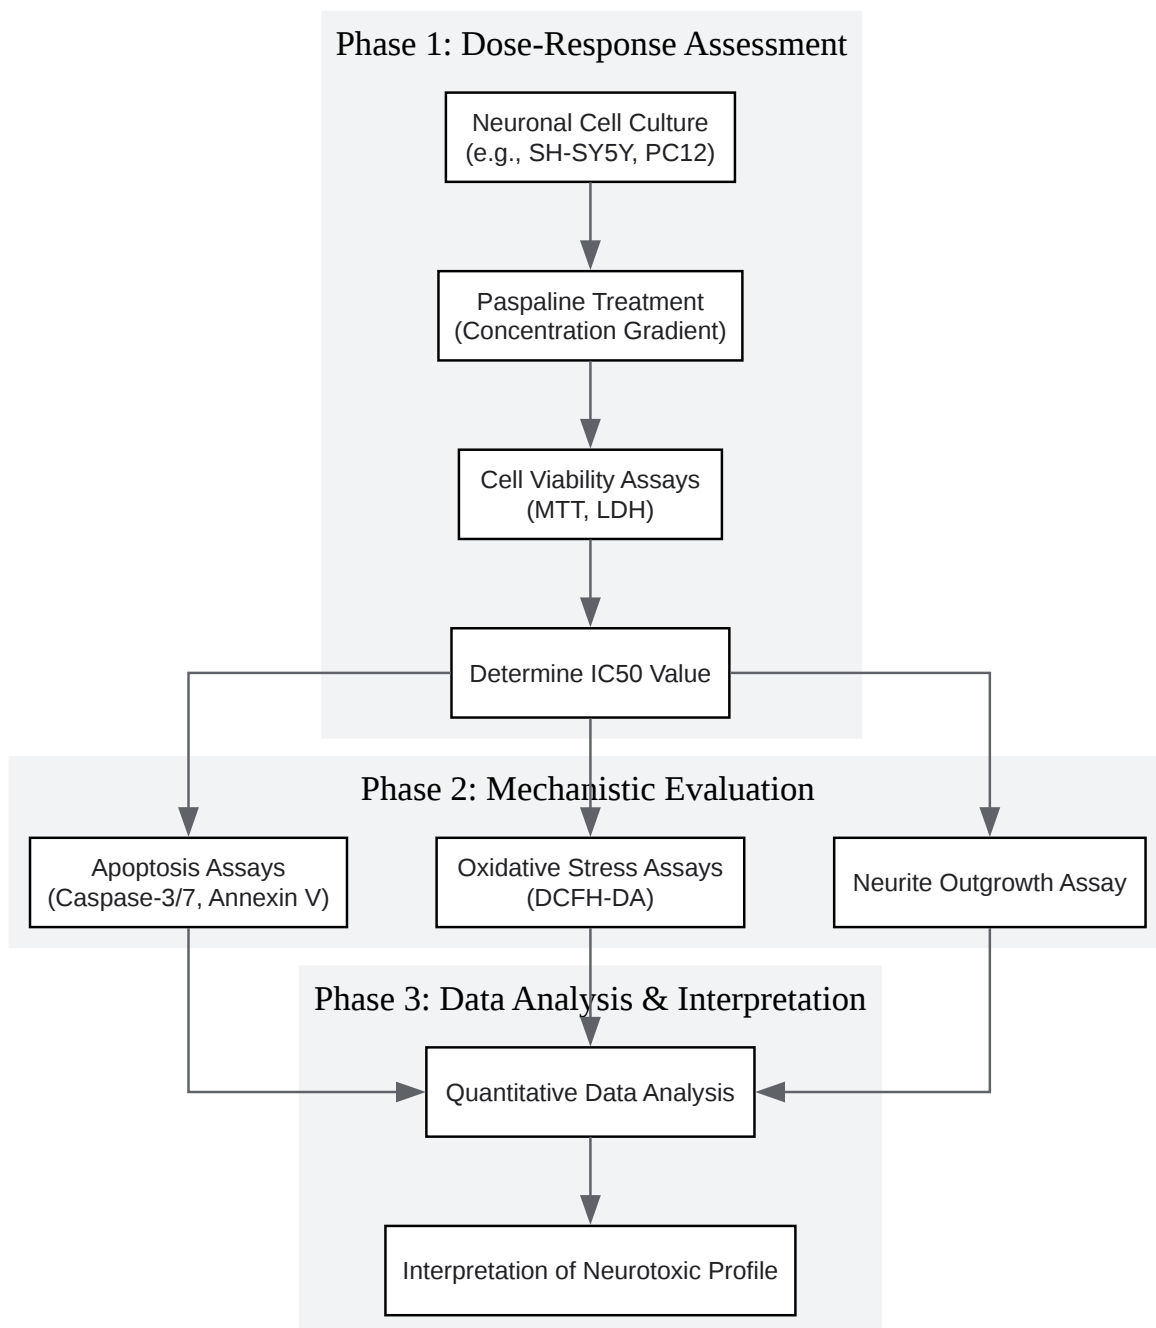 Phase 1: Dose-Response Assessment
Neuronal Cell Culture
(e.g., SH-SY5Y, PC12)
Paspaline Treatment
(Concentration Gradient)
Cell Viability Assays
(MTT, LDH)
Determine IC50 Value
Phase 2: Mechanistic Evaluation
Apoptosis Assays
(Caspase-3/7, Annexin V)
Oxidative Stress Assays
(DCFH-DA)
Neurite Outgrowth Assay
Phase 3: Data Analysis & Interpretation
Quantitative Data Analysis
Interpretation of Neurotoxic Profile